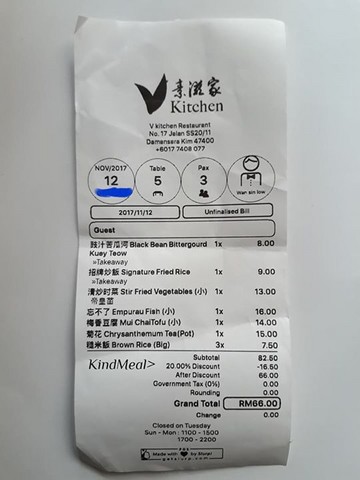 素滋家
Kitchen
V kitchen Restaurant
No. 17 Jalan SS20/11
Damansara Kim 47400
+6017 7408 077
NOV/2017 Table Pax
12 5 3
Wan sin low
2017/11/12 Unfinalised Bill
Guest
豉汁苦瓜河 Black Bean Bittergourd 1x 8.00
Kuey Teow
»Takeaway
招牌炒飯 Signature Fried Rice 1x 9.00
»Takeaway
清炒时菜 Stir Fried Vegetables (小) 1x 13.00
帝皇苗
忘不了 Empurau Fish (小) 1x 16.00
梅香豆腐 Mui ChaiTofu (小) 1x 14.00
菊花 Chrysanthemum Tea(Pot) 1x 15.00
糙米飯 Brown Rice (Big) 3x 7.50
KindMeal>
Subtotal 82.50
20.00% Discount -16.50
After Discount 66.00
Government Tax (0%) 0.00
Rounding 0.00
Grand Total RM66.00
Change 0.00
Closed on Tuesday
Sun - Mon : 1100 - 1500
1700 - 2200
Made with by Slurp!